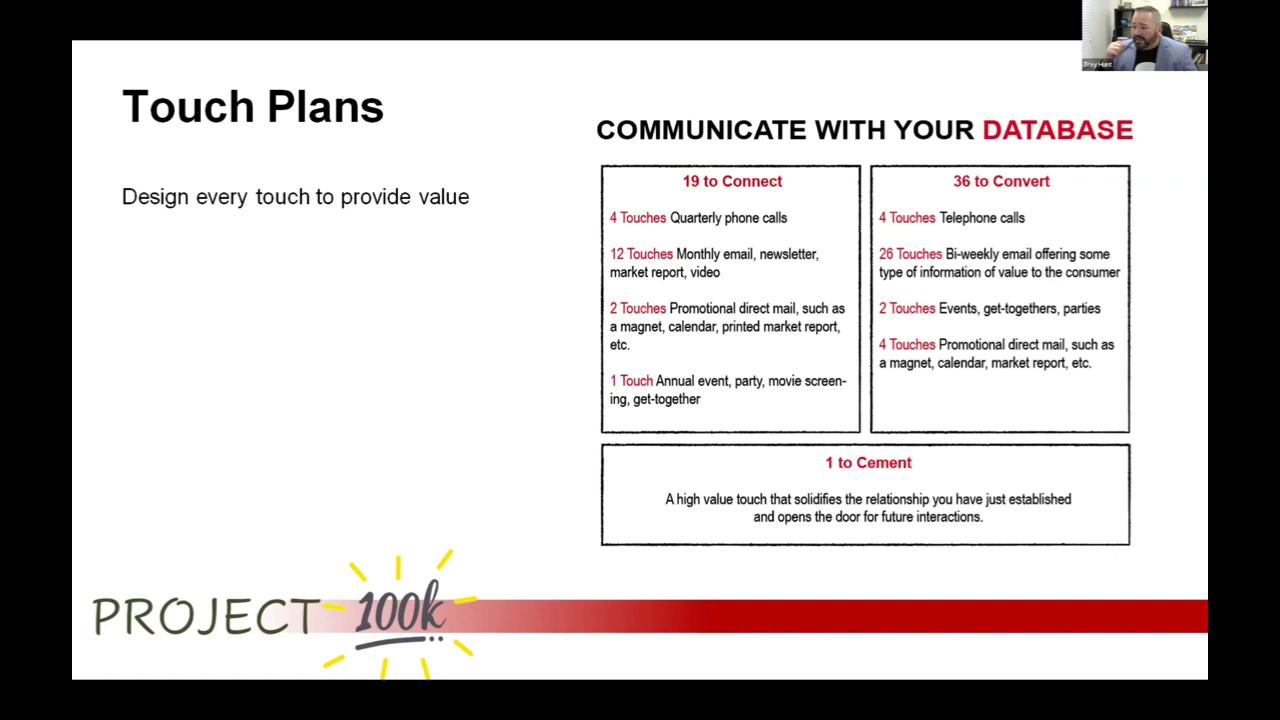 Trey Hunt
Touch Plans
Design every touch to provide value
COMMUNICATE WITH YOUR DATABASE
19 to Connect
4 Touches Quarterly phone calls
12 Touches Monthly email, newsletter,
market report, video
2 Touches Promotional direct mail, such as
a magnet, calendar, printed market report,
etc.
1 Touch Annual event, party, movie screen-
ing, get-together
36 to Convert
4 Touches Telephone calls
26 Touches Bi-weekly email offering some
type of information of value to the consumer
2 Touches Events, get-togethers, parties
4 Touches Promotional direct mail, such as
a magnet, calendar, market report, etc.
1 to Cement
A high value touch that solidifies the relationship you have just established
and opens the door for future interactions.
PROJECT 100k